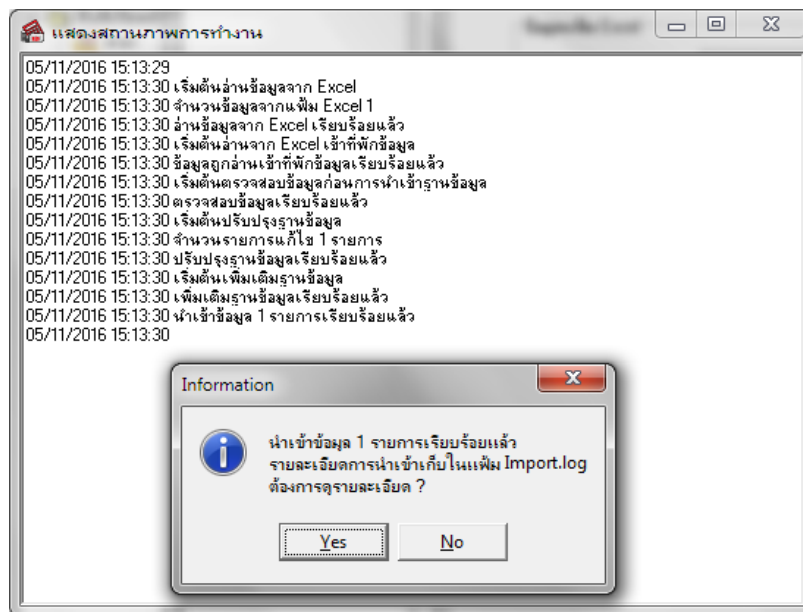 แสดงสถานภาพการทำงาน
05/11/2016 15:13:29
05/11/2016 15:13:30 เริ่มต้นอ่านข้อมูลจาก Excel
05/11/2016 15:13:30 จำนวนข้อมูลจากแฟ้ม Excel 1
05/11/2016 15:13:30 อ่านข้อมูลจาก Excel เรียบร้อยแล้ว
05/11/2016 15:13:30 เริ่มต้นอ่านจาก Excel เข้าที่พักข้อมูล
05/11/2016 15:13:30 ข้อมูลถูกอ่านเข้าที่พักข้อมูลเรียบร้อยแล้ว
05/11/2016 15:13:30 เริ่มต้นตรวจสอบข้อมูลก่อนการนำเข้าฐานข้อมูล
05/11/2016 15:13:30 ตรวจสอบข้อมูลเรียบร้อยแล้ว
05/11/2016 15:13:30 เริ่มต้นปรับปรุงฐานข้อมูล
05/11/2016 15:13:30 จำนวนรายการแก้ไข 1 รายการ
05/11/2016 15:13:30 ปรับปรุงฐานข้อมูลเรียบร้อยแล้ว
05/11/2016 15:13:30 เริ่มต้นเพิ่มเติมฐานข้อมูล
05/11/2016 15:13:30 เพิ่มเติมฐานข้อมูลเรียบร้อยแล้ว
05/11/2016 15:13:30 นำเข้าข้อมูล 1 รายการเรียบร้อยแล้ว
05/11/2016 15:13:30
Information
นำเข้าข้อมูล 1 รายการเรียบร้อยแล้ว
รายละเอียดการนำเข้าเก็บในแฟ้ม Import.log
ต้องการดูรายละเอียด ?
Yes
No